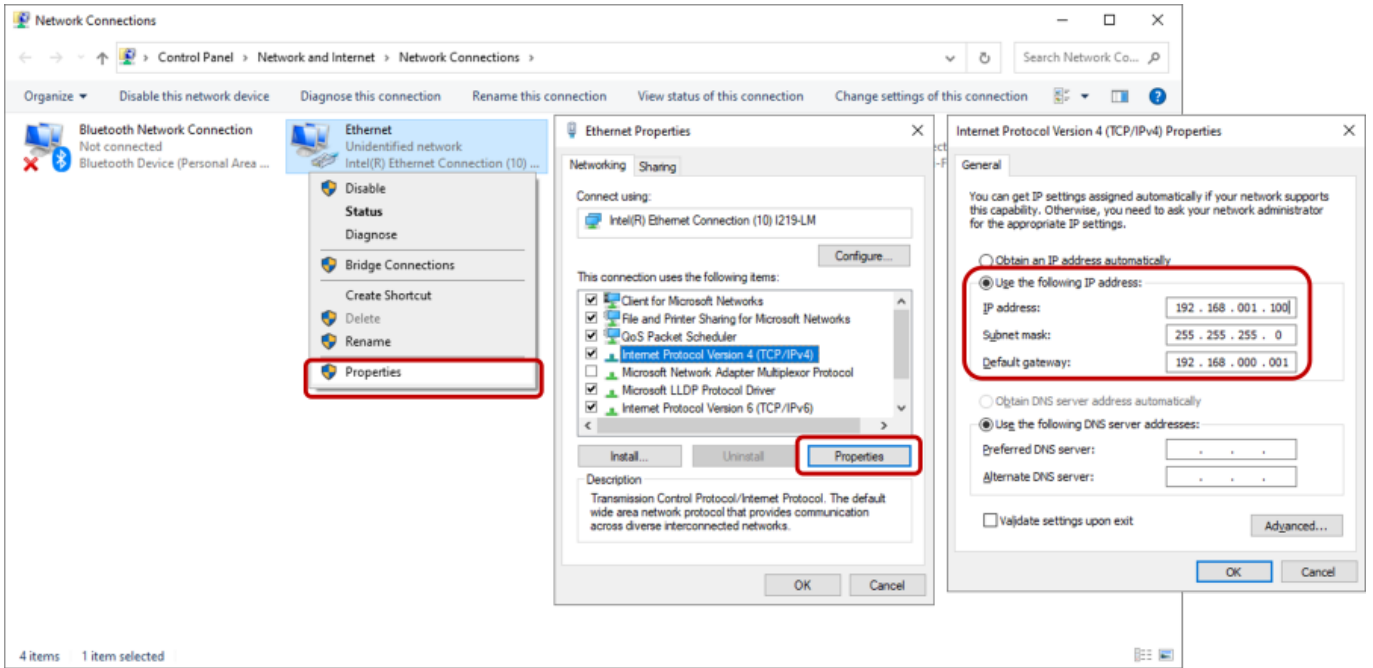 Network Connections
Control Panel › Network and Internet › Network Connections ›
Search Network Co...
Organize
Disable this network device
Diagnose this connection
Rename this connection
View status of this connection
Change settings of this connection
Bluetooth Network Connection
Not connected
Bluetooth Device (Personal Area ...
Ethernet
Unidentified network
Intel(R) Ethernet Connection (10) ...
Disable
Status
Diagnose
Bridge Connections
Create Shortcut
Delete
Rename
Properties
Ethernet Properties
Networking
Sharing
Connect using:
Intel(R) Ethernet Connection (10) I219-LM
Configure...
This connection uses the following items:
Client for Microsoft Networks
File and Printer Sharing for Microsoft Networks
QoS Packet Scheduler
Internet Protocol Version 4 (TCP/IPv4)
Microsoft Network Adapter Multiplexor Protocol
Microsoft LLDP Protocol Driver
Internet Protocol Version 6 (TCP/IPv6)
Install...
Uninstall
Properties
Description
Transmission Control Protocol/Internet Protocol. The default
wide area network protocol that provides communication
across diverse interconnected networks.
OK
Cancel
Internet Protocol Version 4 (TCP/IPv4) Properties
General
You can get IP settings assigned automatically if your network supports
this capability. Otherwise, you need to ask your network administrator
for the appropriate IP settings.
Obtain an IP address automatically
Use the following IP address:
IP address:
192 . 168 . 001 . 100
Subnet mask:
255 . 255 . 255 . 0
Default gateway:
192 . 168 . 000 . 001
Obtain DNS server address automatically
Use the following DNS server addresses:
Preferred DNS server:
. . .
Alternate DNS server:
. . .
Validate settings upon exit
Advanced...
OK
Cancel
4 items
1 item selected